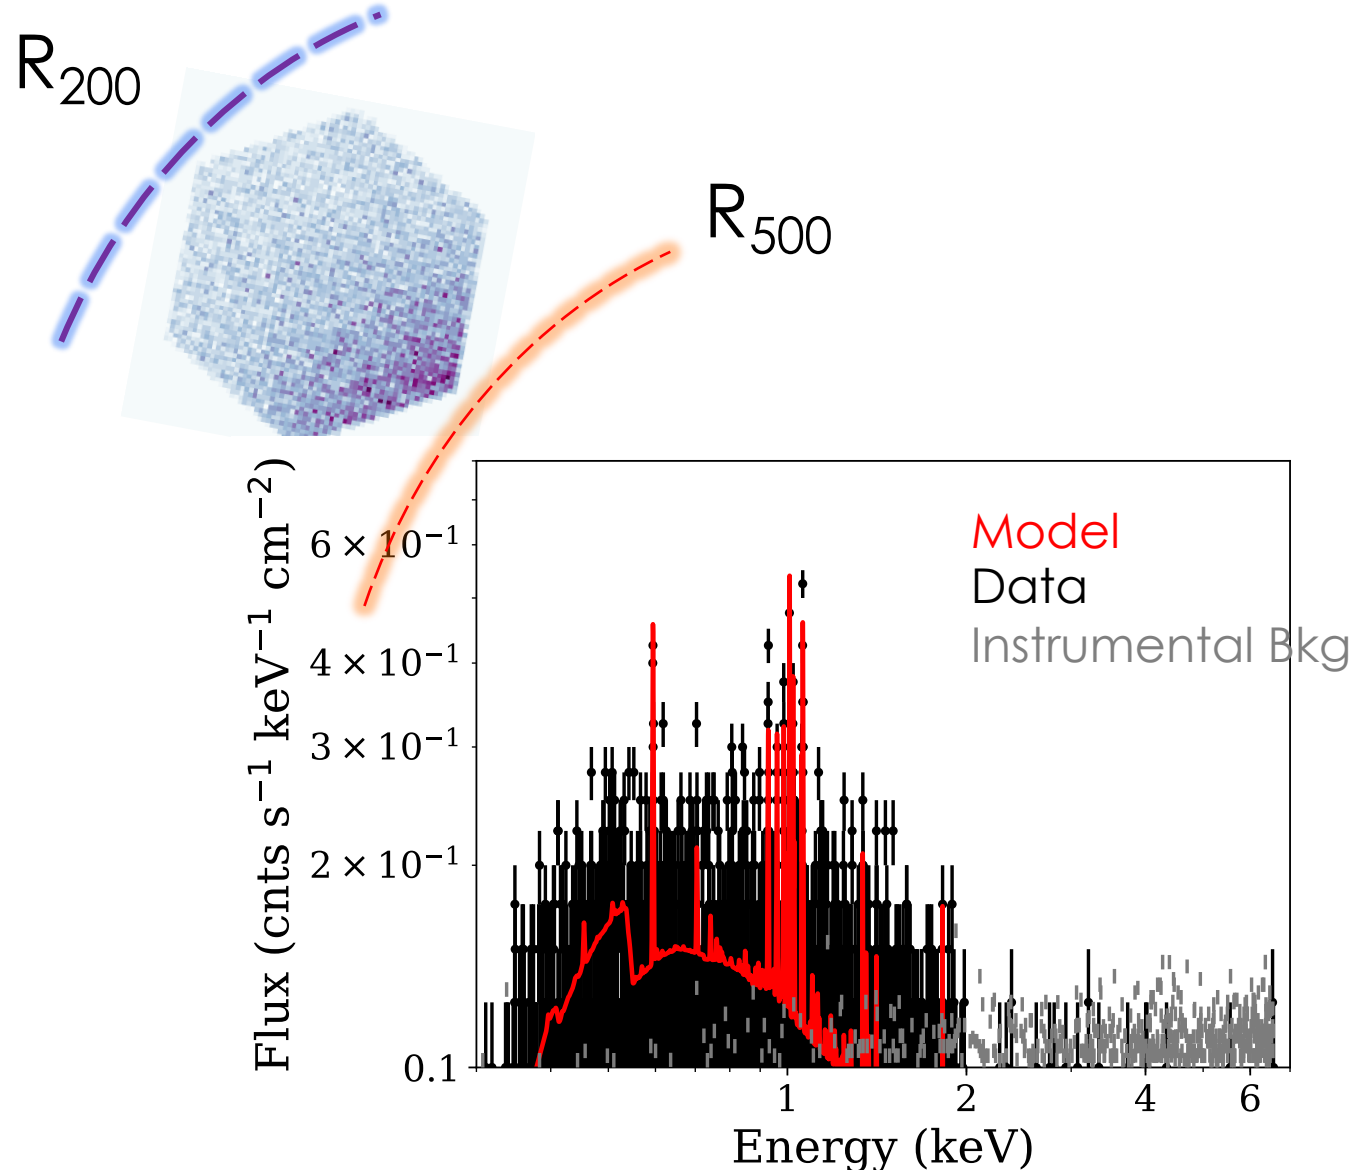 R200
R500
Flux (cnts s−1 keV−1 cm−2)
6 × 10−1
4 × 10−1
3 × 10−1
2 × 10−1
0.1
Model
Data
Instrumental Bkg
1
2
4
6
Energy (keV)